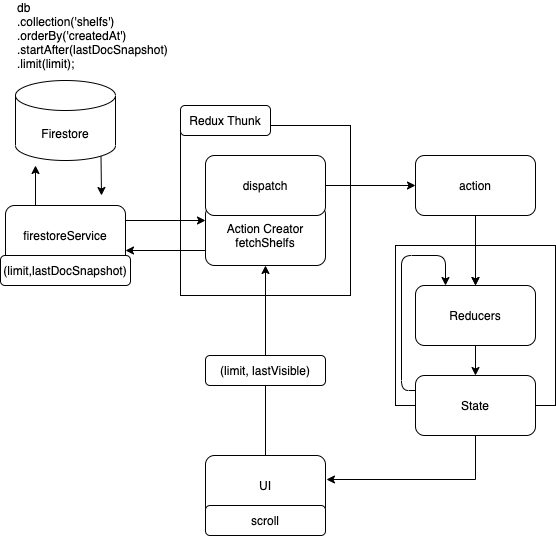 db
.collection('shelfs')
.orderBy('createdAt')
.startAfter(lastDocSnapshot)
.limit(limit);
Firestore
Redux Thunk
dispatch
action
firestoreService
Action Creator
fetchShelfs
(limit,lastDocSnapshot)
Reducers
(limit, lastVisible)
State
UI
scroll